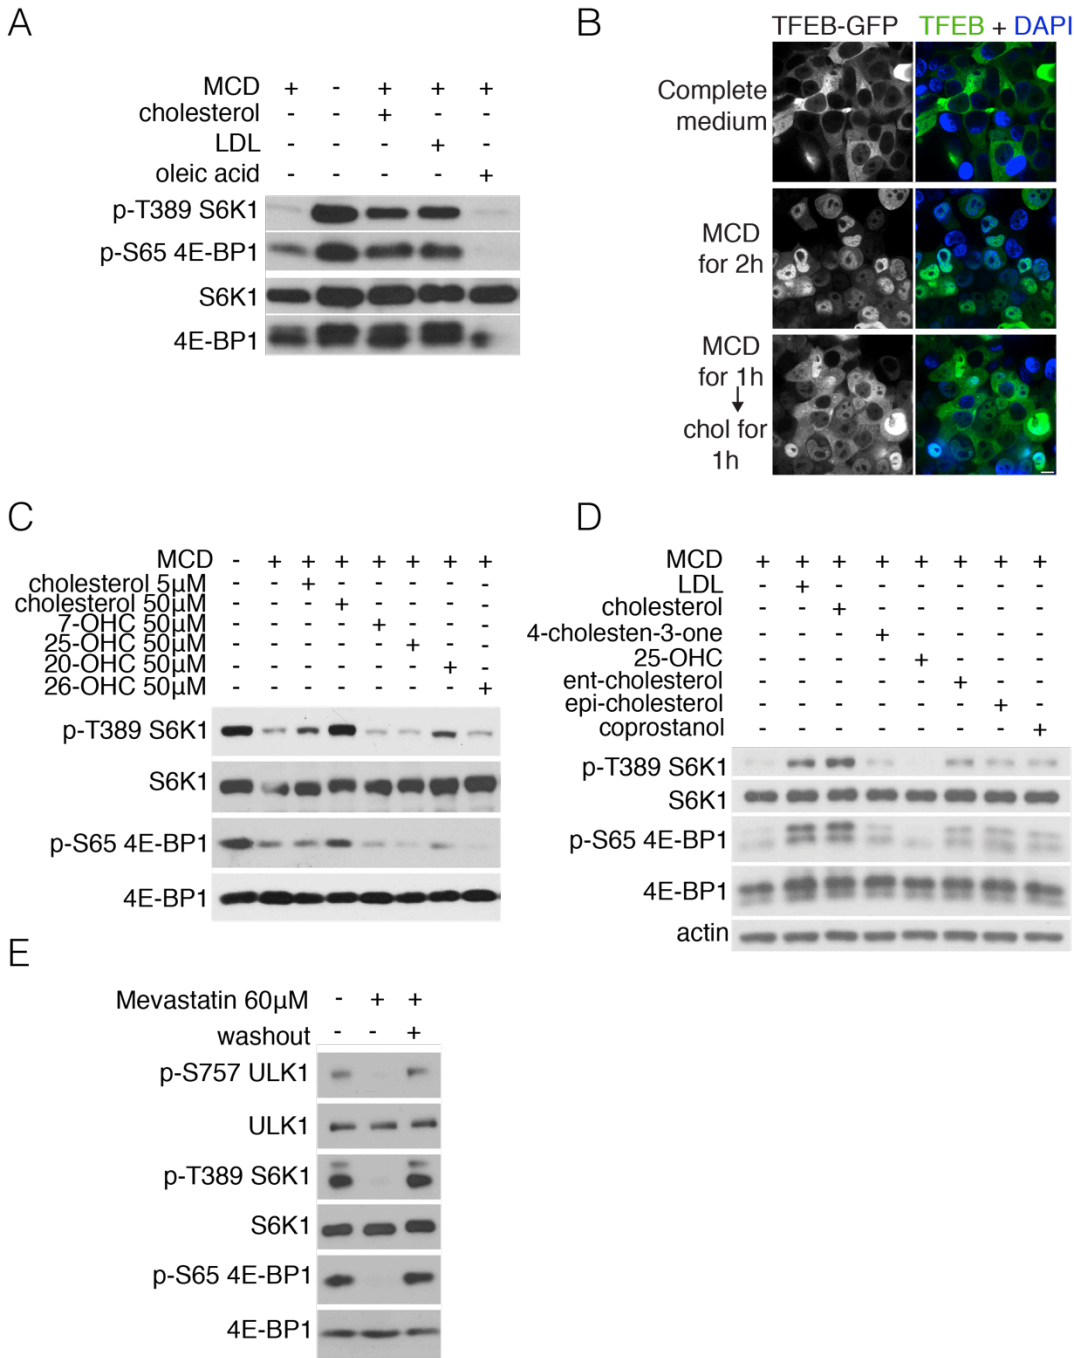 A
MCD + - + + +
cholesterol - - + - -
LDL - - - + -
oleic acid - - - - +
p-T389 S6K1
p-S65 4E-BP1
S6K1
4E-BP1
B
TFEB-GFP TFEB + DAPI
Complete
medium
MCD
for 2h
MCD
for 1h
chol for
1h
C
MCD - + + + + + + +
cholesterol 5µM - - + - - - - -
cholesterol 50µM - - - + - - - -
7-OHC 50µM - - - - + - - -
25-OHC 50µM - - - - - + - -
20-OHC 50µM - - - - - - + -
26-OHC 50µM - - - - - - - +
p-T389 S6K1
S6K1
p-S65 4E-BP1
4E-BP1
D
MCD + + + + + + + +
LDL - + - - - - - -
cholesterol - - + - - - - -
4-cholesten-3-one - - - + - - - -
25-OHC - - - - + - - -
ent-cholesterol - - - - - + - -
epi-cholesterol - - - - - - + -
coprostanol - - - - - - - +
p-T389 S6K1
S6K1
p-S65 4E-BP1
4E-BP1
actin
E
Mevastatin 60µM - + +
washout - - +
p-S757 ULK1
ULK1
p-T389 S6K1
S6K1
p-S65 4E-BP1
4E-BP1